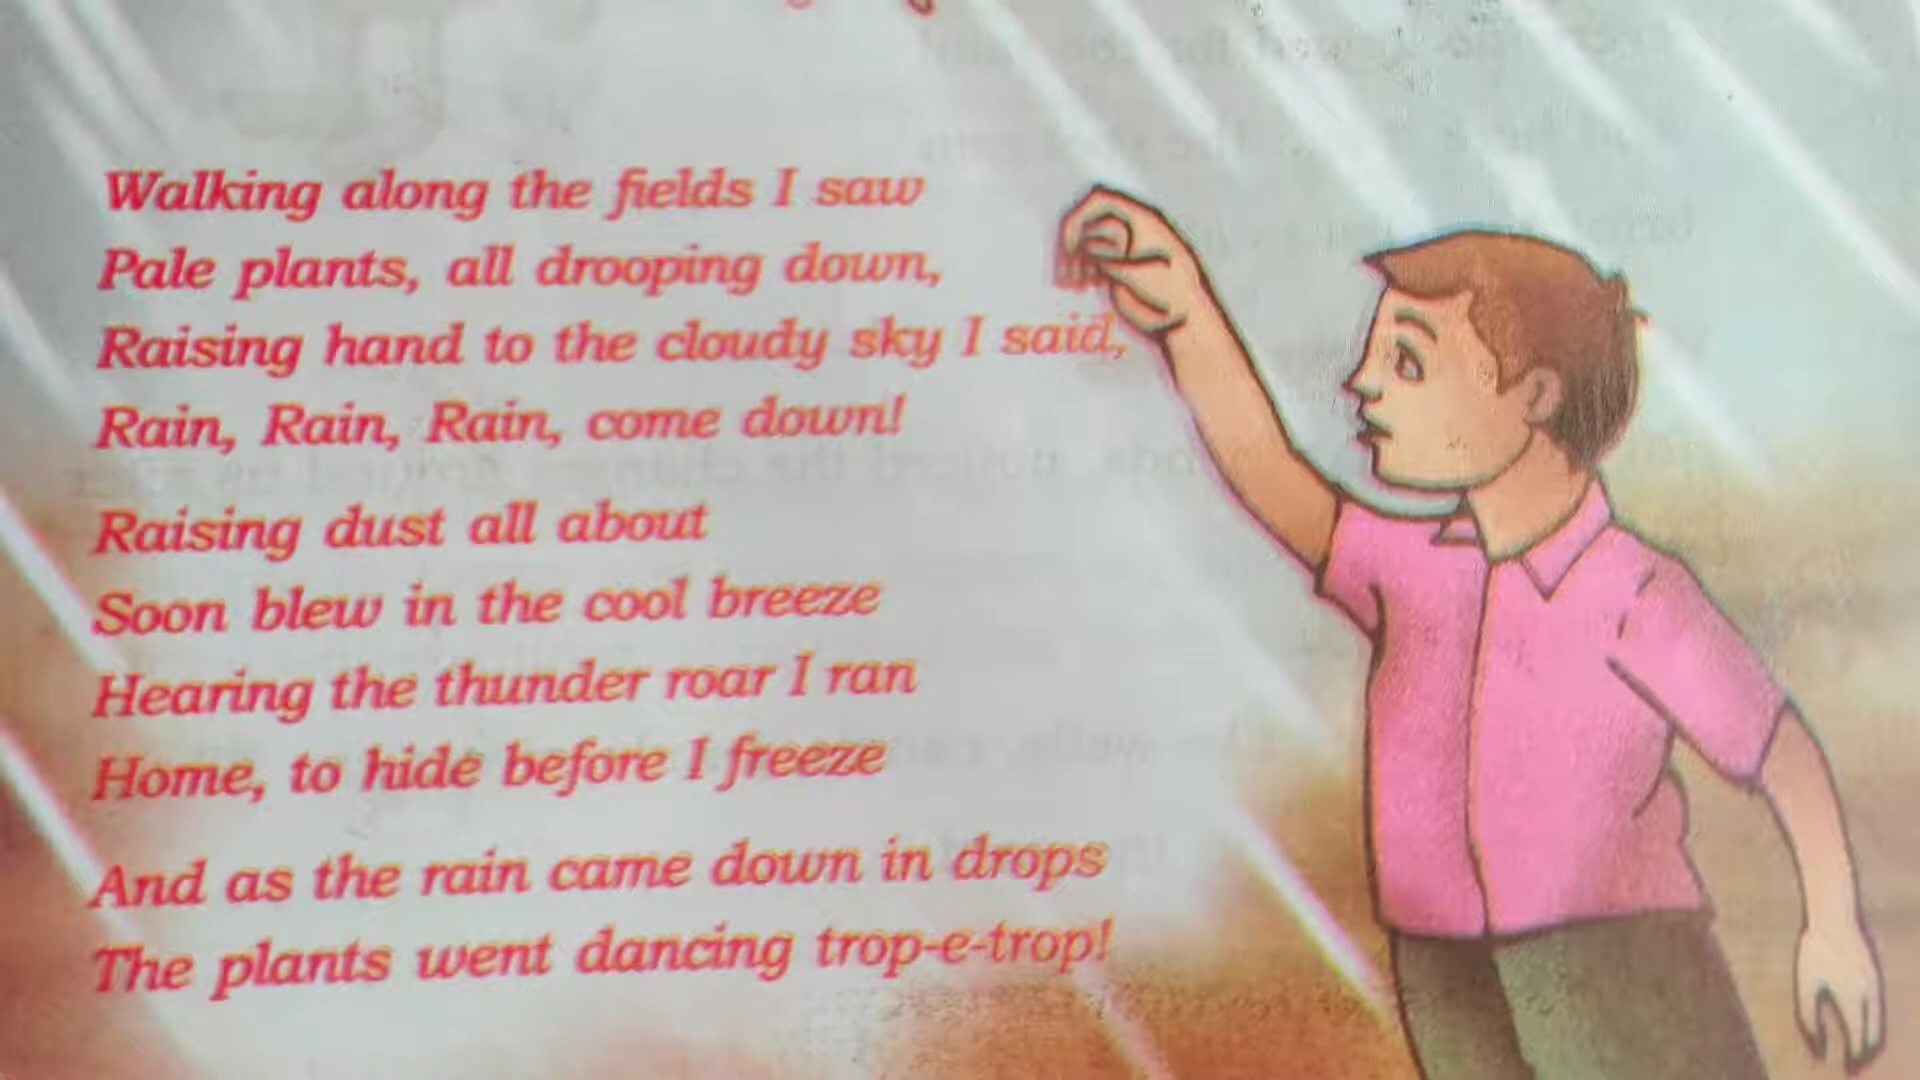 Walking along the fields I saw
Pale plants, all drooping down,
Raising hand to the cloudy sky I said,
Rain, Rain, Rain, come down!
Raising dust all about
Soon blew in the cool breeze
Hearing the thunder roar I ran
Home, to hide before I freeze
And as the rain came down in drops
The plants went dancing trop-e-trop!